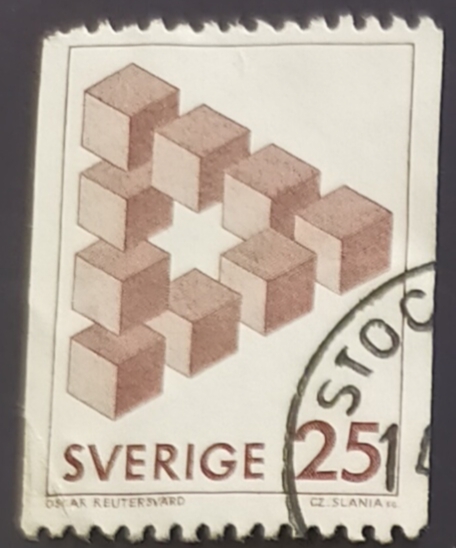 STOC
SVERIGE 25
OSCAR REUTERSVÄRD CZ. SLANIA sc.